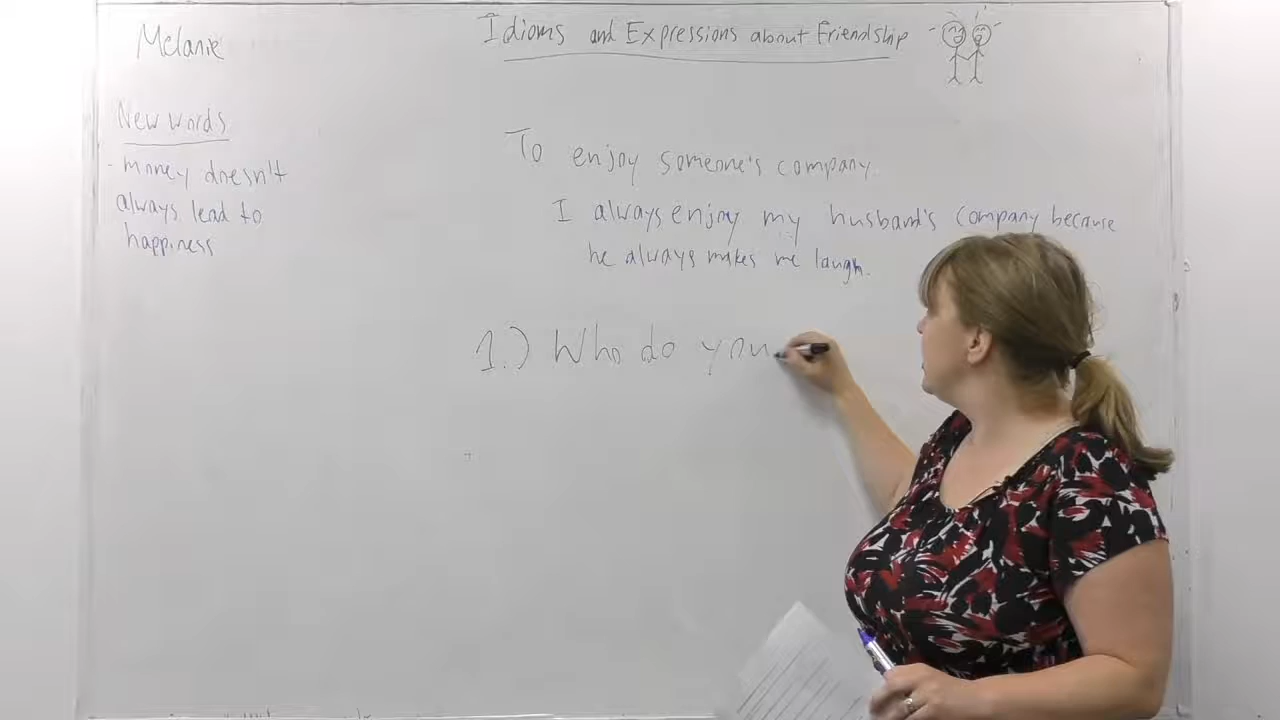 Melanie
Idioms and Expressions about Friendship
New words
- money doesn't
always lead to
happiness
To enjoy someone's company.
I always enjoy my husband's company because
he always makes me laugh.
1.) Who do you